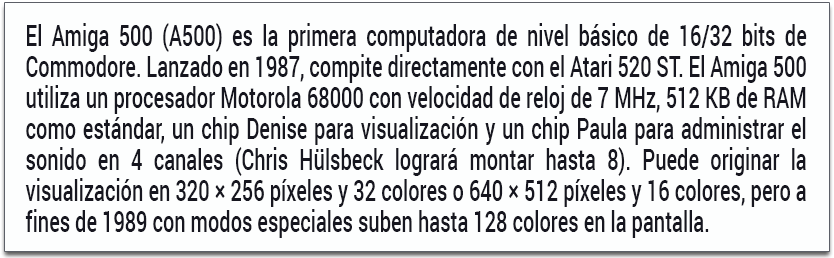 El Amiga 500 (A500) es la primera computadora de nivel básico de 16/32 bits de
Commodore. Lanzado en 1987, compite directamente con el Atari 520 ST. El Amiga 500
utiliza un procesador Motorola 68000 con velocidad de reloj de 7 MHz, 512 KB de RAM
como estándar, un chip Denise para visualización y un chip Paula para administrar el
sonido en 4 canales (Chris Hülsbeck logrará montar hasta 8). Puede originar la
visualización en 320 × 256 píxeles y 32 colores o 640 × 512 píxeles y 16 colores, pero a
fines de 1989 con modos especiales suben hasta 128 colores en la pantalla.